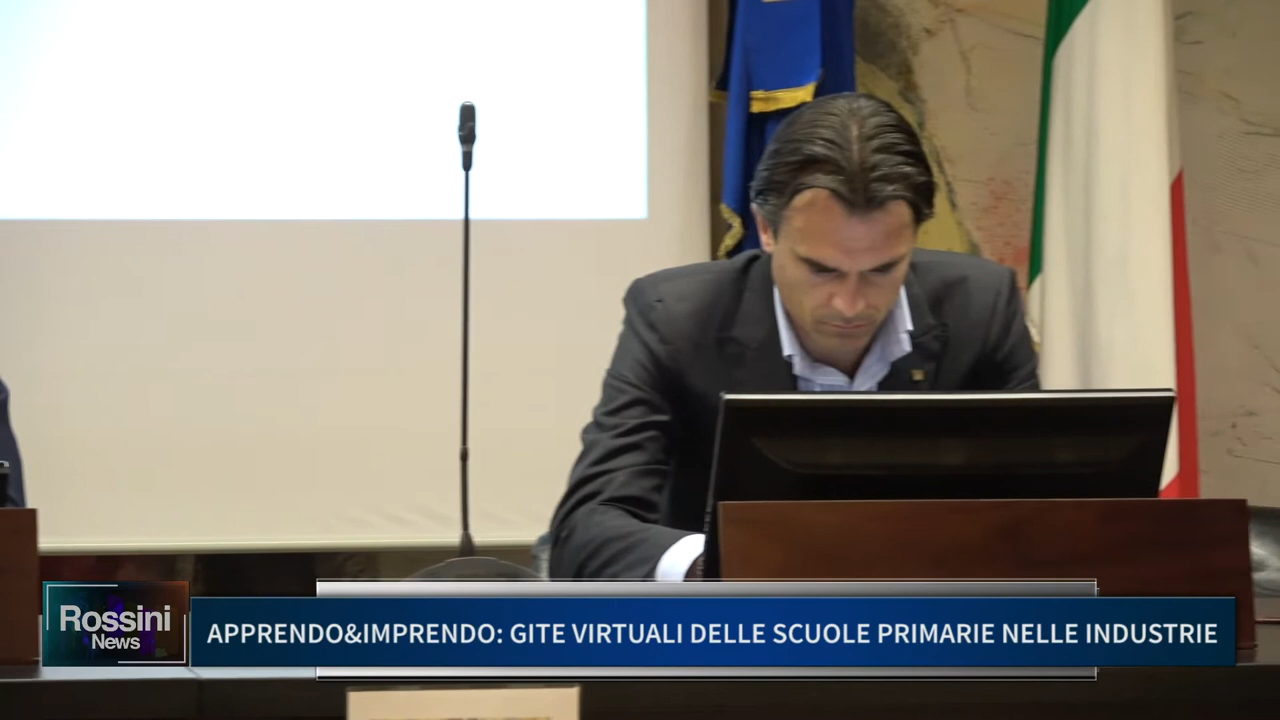 Rossini
News
APPRENDO&IMPRENDO: GITE VIRTUALI DELLE SCUOLE PRIMARIE NELLE INDUSTRIE